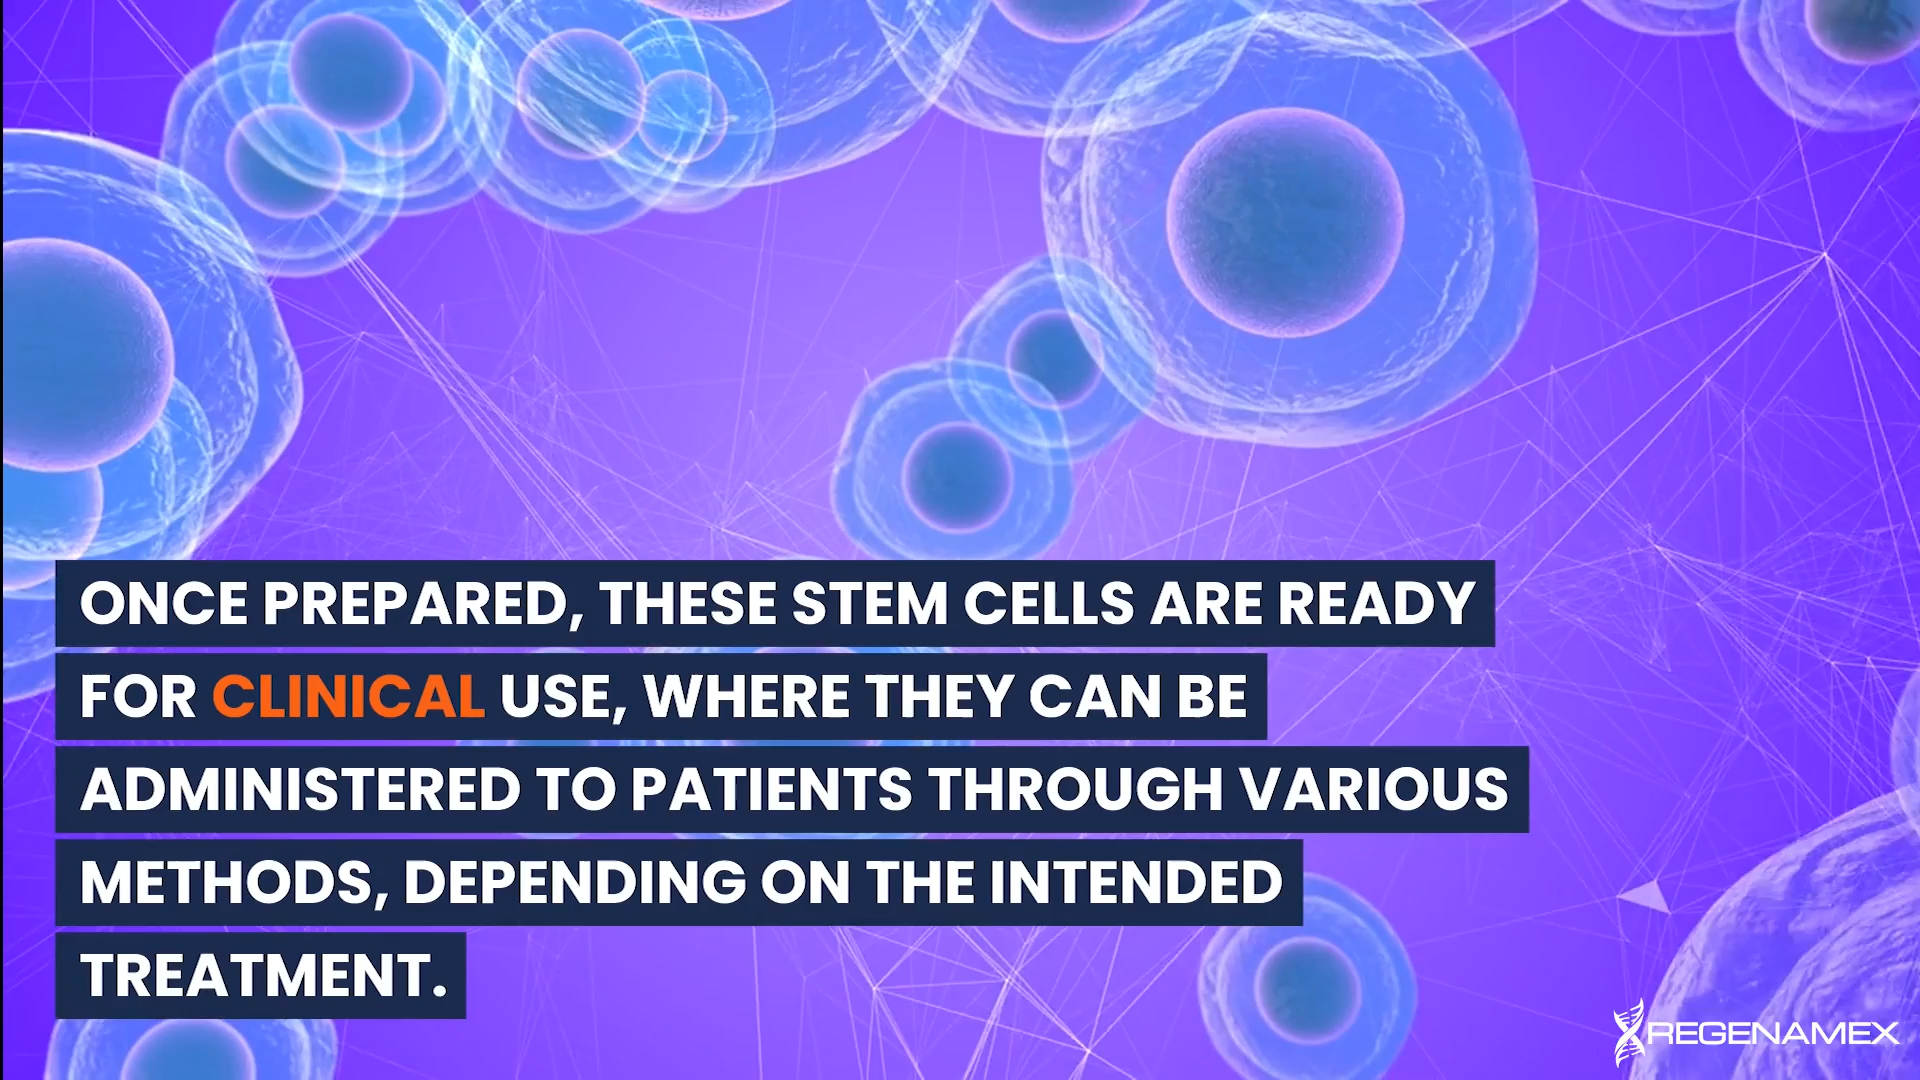 ONCE PREPARED, THESE STEM CELLS ARE READY
FOR CLINICAL USE, WHERE THEY CAN BE
ADMINISTERED TO PATIENTS THROUGH VARIOUS
METHODS, DEPENDING ON THE INTENDED
TREATMENT.
REGENAMEX